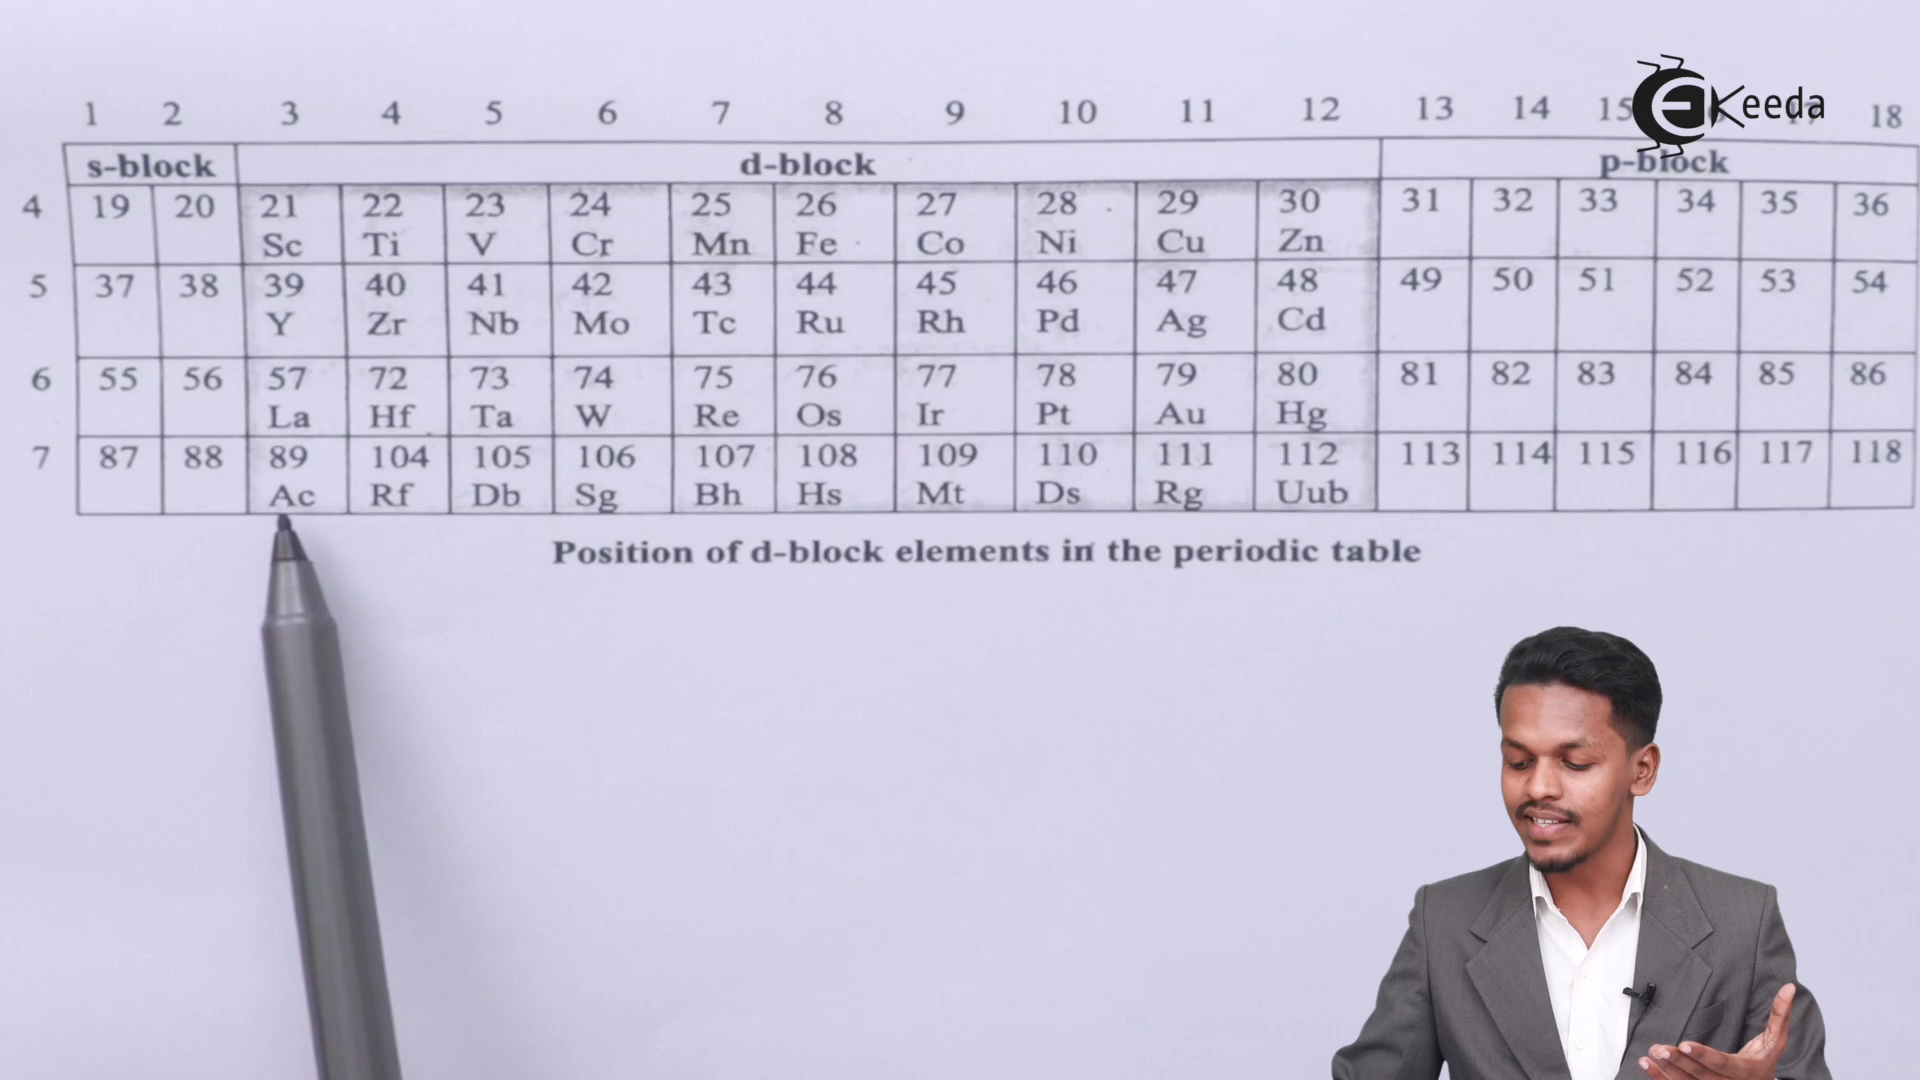 1 2 3 4 5 6 7 8 9 10 11 12 13 14 15 17 18
EKeeda
s-block d-block p-block
4 19 20 21 22 23 24 25 26 27 28 29 30 31 32 33 34 35 36
Sc Ti V Cr Mn Fe Co Ni Cu Zn
5 37 38 39 40 41 42 43 44 45 46 47 48 49 50 51 52 53 54
Y Zr Nb Mo Tc Ru Rh Pd Ag Cd
6 55 56 57 72 73 74 75 76 77 78 79 80 81 82 83 84 85 86
La Hf Ta W Re Os Ir Pt Au Hg
7 87 88 89 104 105 106 107 108 109 110 111 112 113 114 115 116 117 118
Ac Rf Db Sg Bh Hs Mt Ds Rg Uub
Position of d-block elements in the periodic table